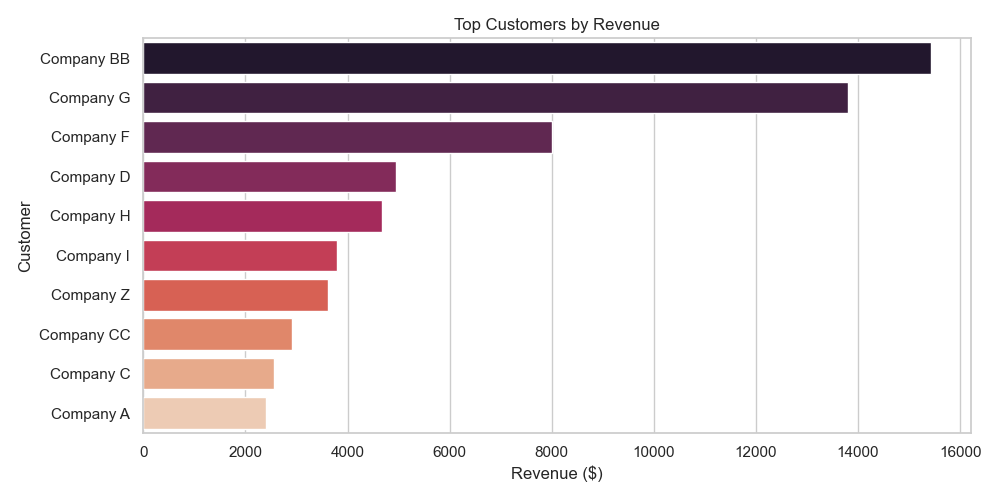 Top Customers by Revenue
Customer
Company BB
Company G
Company F
Company D
Company H
Company I
Company Z
Company CC
Company C
Company A
0 2000 4000 6000 8000 10000 12000 14000 16000
Revenue ($)